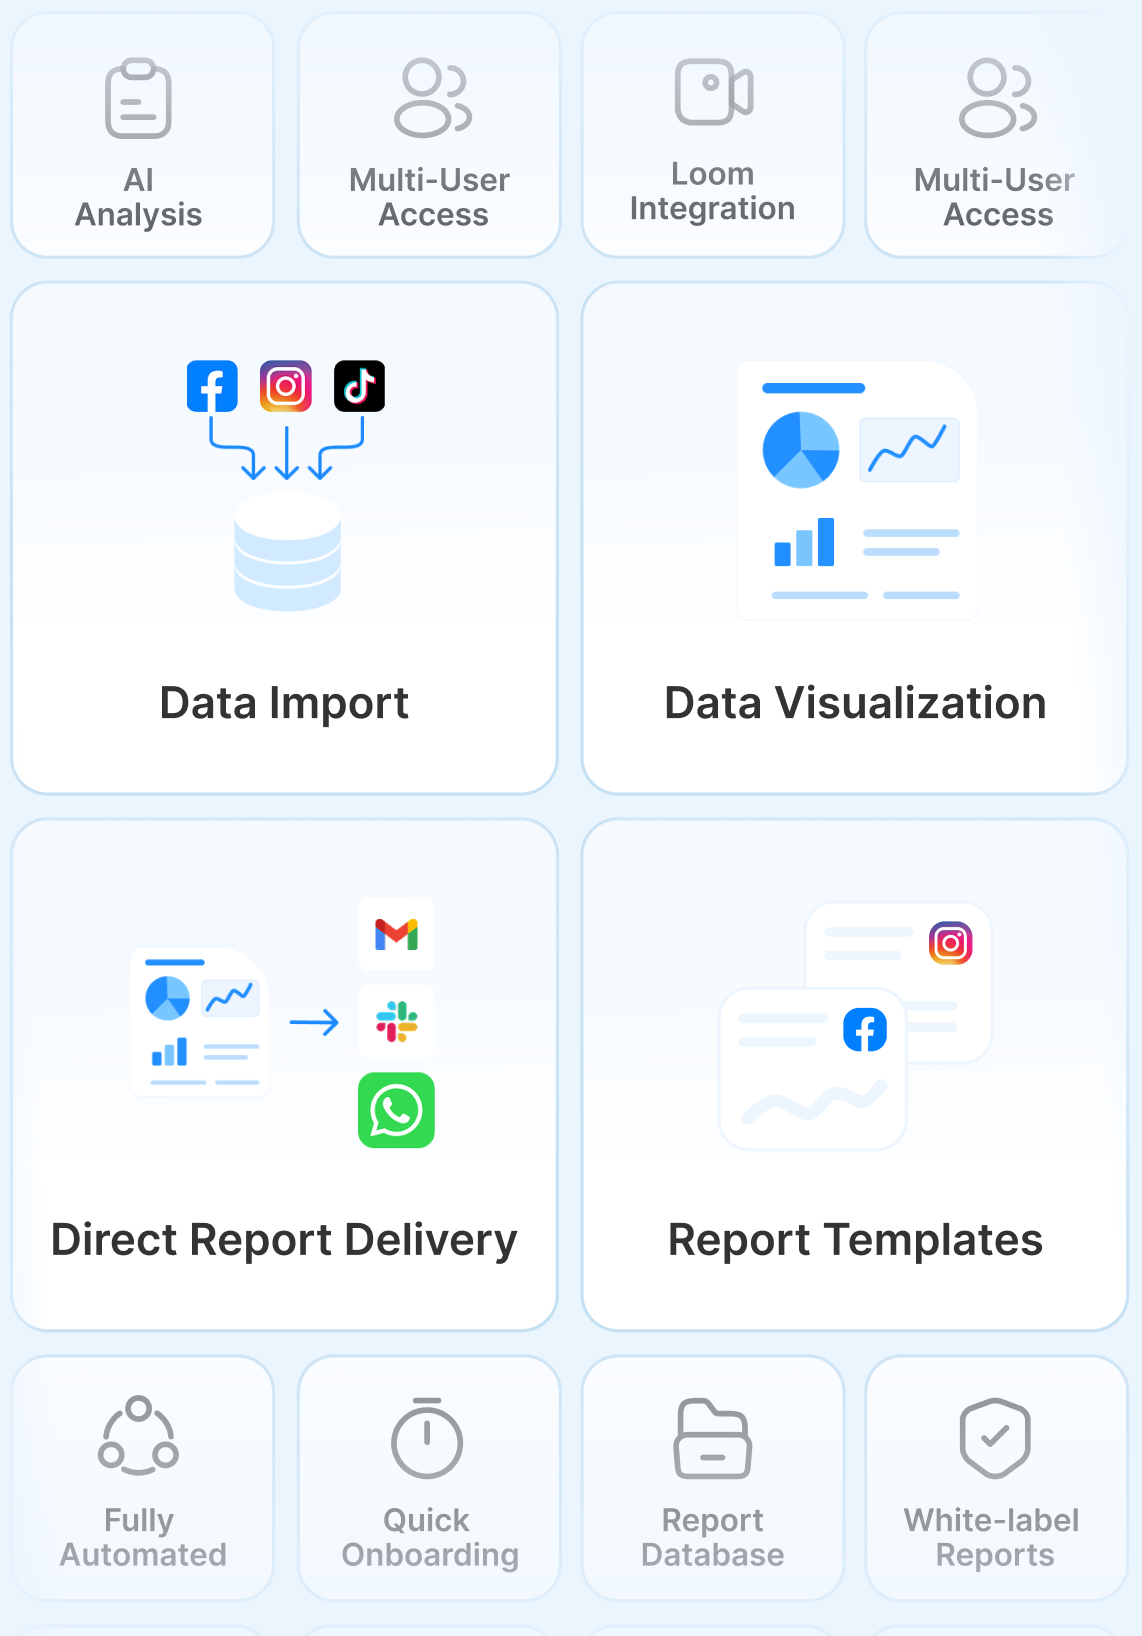 AI
Analysis
Multi-User
Access
Loom
Integration
Multi-User
Access
Data Import
Data Visualization
Direct Report Delivery
Report Templates
Fully
Automated
Quick
Onboarding
Report
Database
White-label
Reports